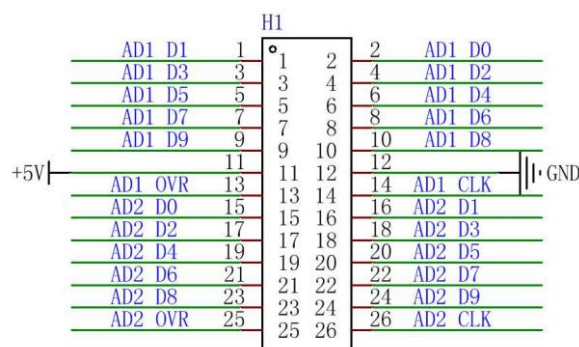 H1
AD1 D1 1 1 2 2 AD1 D0
AD1 D3 3 3 4 4 AD1 D2
AD1 D5 5 5 6 6 AD1 D4
AD1 D7 7 7 8 8 AD1 D6
AD1 D9 9 9 10 10 AD1 D8
+5V 11 11 12 12 GND
AD1 OVR 13 13 14 14 AD1 CLK
AD2 D0 15 15 16 16 AD2 D1
AD2 D2 17 17 18 18 AD2 D3
AD2 D4 19 19 20 20 AD2 D5
AD2 D6 21 21 22 22 AD2 D7
AD2 D8 23 23 24 24 AD2 D9
AD2 OVR 25 25 26 26 AD2 CLK